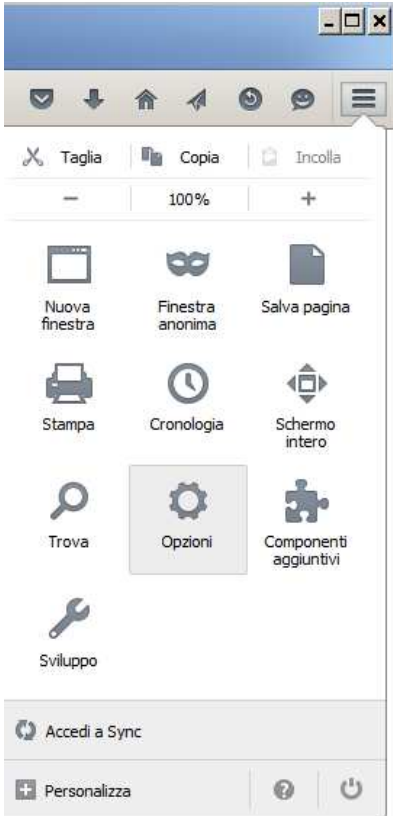 Taglia Copia Incolla
− 100% +
Nuova finestra
Finestra anonima
Salva pagina
Stampa
Cronologia
Schermo intero
Trova
Opzioni
Componenti aggiuntivi
Sviluppo
Accedi a Sync
Personalizza